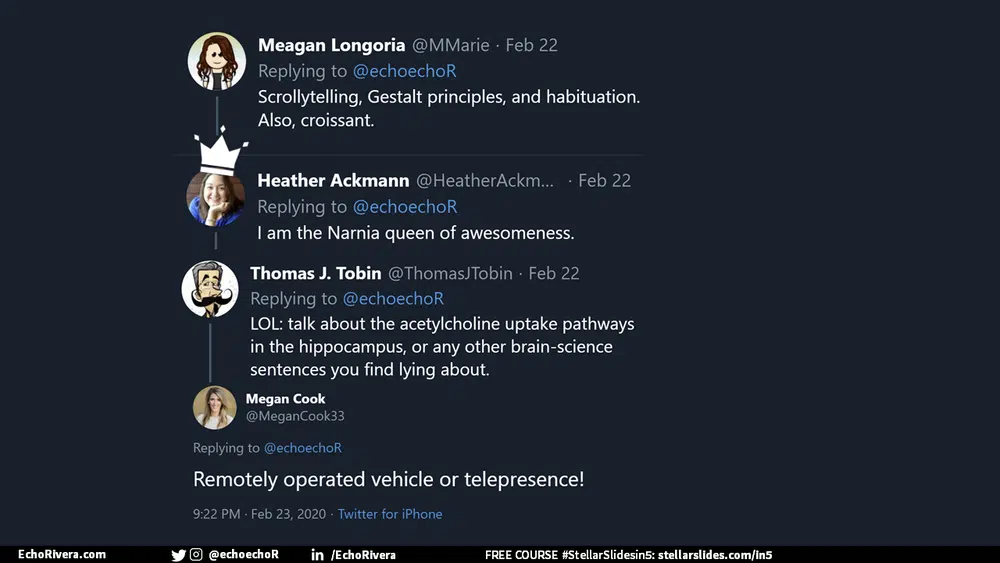 Meagan Longoria @MMarie · Feb 22
Replying to @echoechoR
Scrollytelling, Gestalt principles, and habituation.
Also, croissant.
Heather Ackmann @HeatherAckm... · Feb 22
Replying to @echoechoR
I am the Narnia queen of awesomeness.
Thomas J. Tobin @ThomasJTobin · Feb 22
Replying to @echoechoR
LOL: talk about the acetylcholine uptake pathways
in the hippocampus, or any other brain-science
sentences you find lying about.
Megan Cook
@MeganCook33
Replying to @echoechoR
Remotely operated vehicle or telepresence!
9:22 PM · Feb 23, 2020 · Twitter for iPhone
EchoRivera.com @echoechoR /EchoRivera FREE COURSE #StellarSlidesin5: stellarslides.com/in5